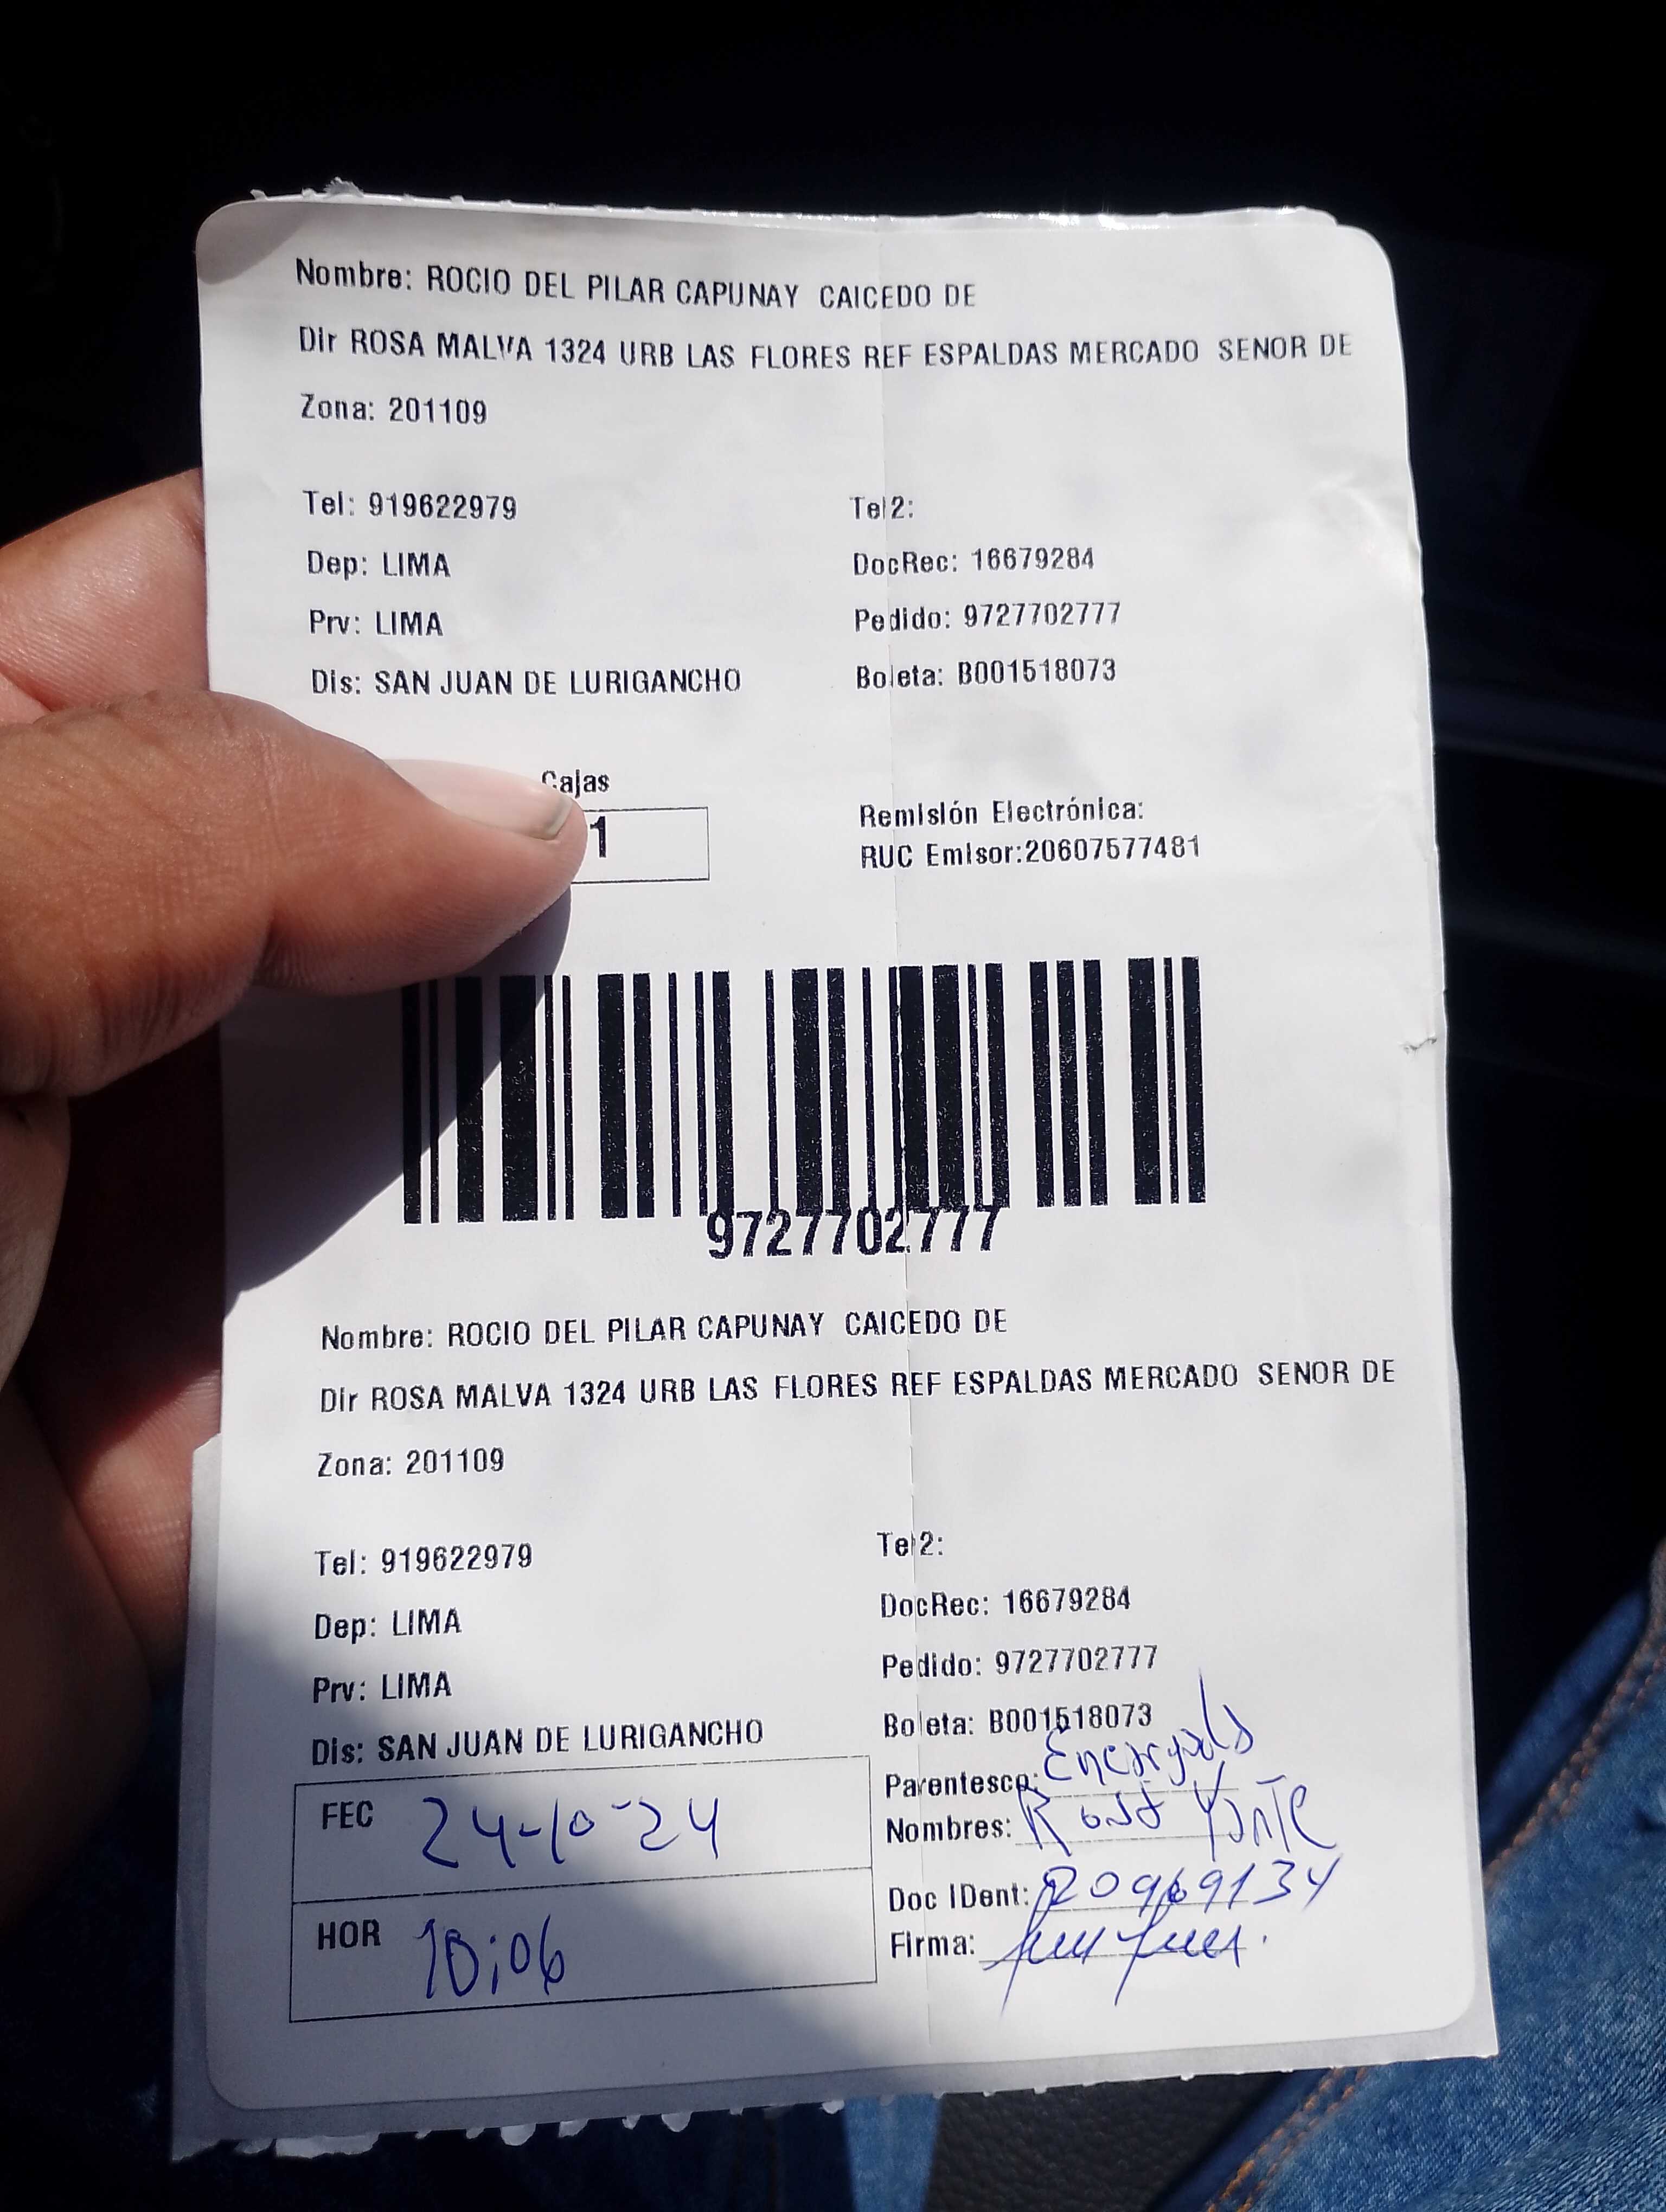 Nombre: ROCIO DEL PILAR CAPUNAY CAICEDO DE
Dir ROSA MALVA 1324 URB LAS FLORES REF ESPALDAS MERCADO SENOR DE
Zona: 201109
Tel: 919622979 Tel2:
Dep: LIMA DocRec: 16679284
Prv: LIMA Pedido: 9727702777
Dis: SAN JUAN DE LURIGANCHO Boleta: B001518073
Cajas
1
Remisión Electrónica:
RUC Emisor:20607577481
9727702777
Nombre: ROCIO DEL PILAR CAPUNAY CAICEDO DE
Dir ROSA MALVA 1324 URB LAS FLORES REF ESPALDAS MERCADO SENOR DE
Zona: 201109
Tel: 919622979 Tel2:
Dep: LIMA DocRec: 16679284
Prv: LIMA Pedido: 9727702777
Dis: SAN JUAN DE LURIGANCHO Boleta: B001518073
FEC 24-10-24
HOR 10:06
Parentesco: Encargado
Nombres:
Doc IDent: 20969134
Firma: